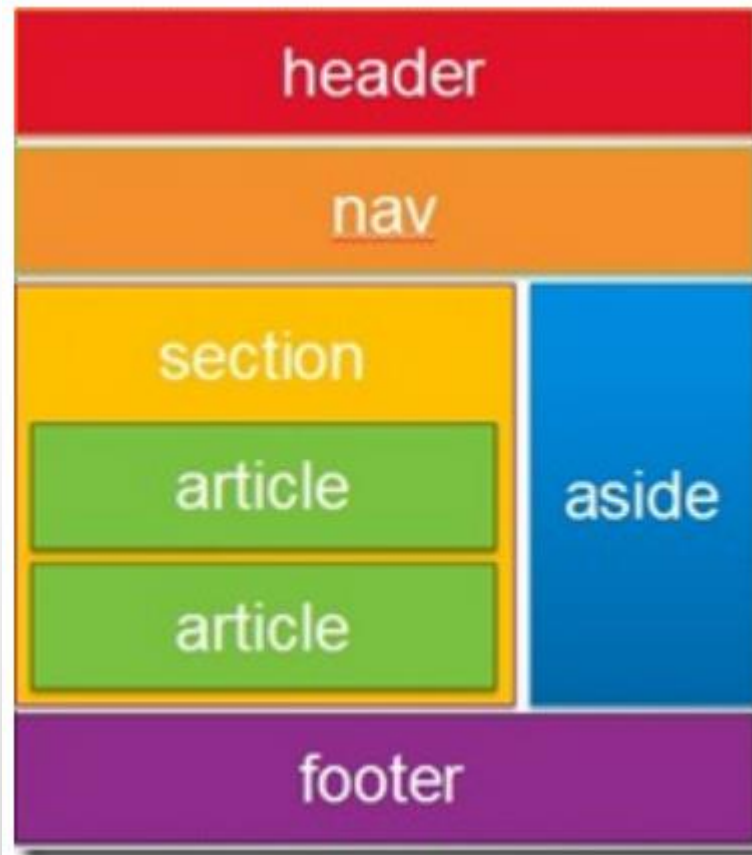 header
nav
section
article
article
aside
footer